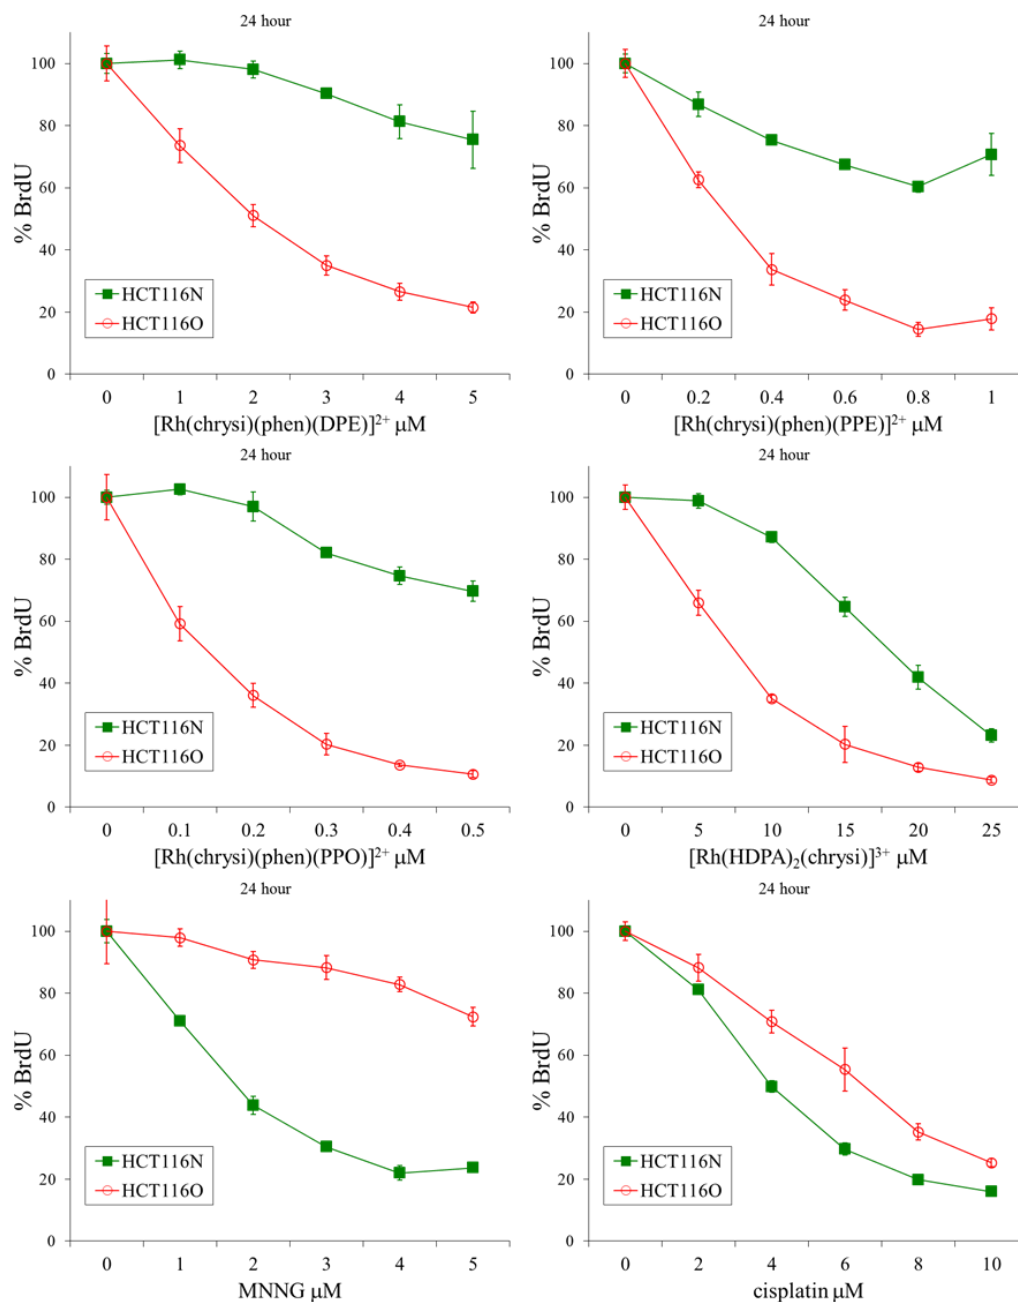 24 hour
% BrdU
100
80
60
40
20
0
HCT116N
HCT116O
0 1 2 3 4 5
[Rh(chrysi)(phen)(DPE)]²⁺ μM
24 hour
% BrdU
100
80
60
40
20
0
HCT116N
HCT116O
0 0.2 0.4 0.6 0.8 1
[Rh(chrysi)(phen)(PPE)]²⁺ μM
24 hour
% BrdU
100
80
60
40
20
0
HCT116N
HCT116O
0 0.1 0.2 0.3 0.4 0.5
[Rh(chrysi)(phen)(PPO)]²⁺ μM
24 hour
% BrdU
100
80
60
40
20
0
HCT116N
HCT116O
0 5 10 15 20 25
[Rh(HDPA)₂(chrysi)]³⁺ μM
24 hour
% BrdU
100
80
60
40
20
0
HCT116N
HCT116O
0 1 2 3 4 5
MNNG μM
24 hour
% BrdU
100
80
60
40
20
0
HCT116N
HCT116O
0 2 4 6 8 10
cisplatin μM